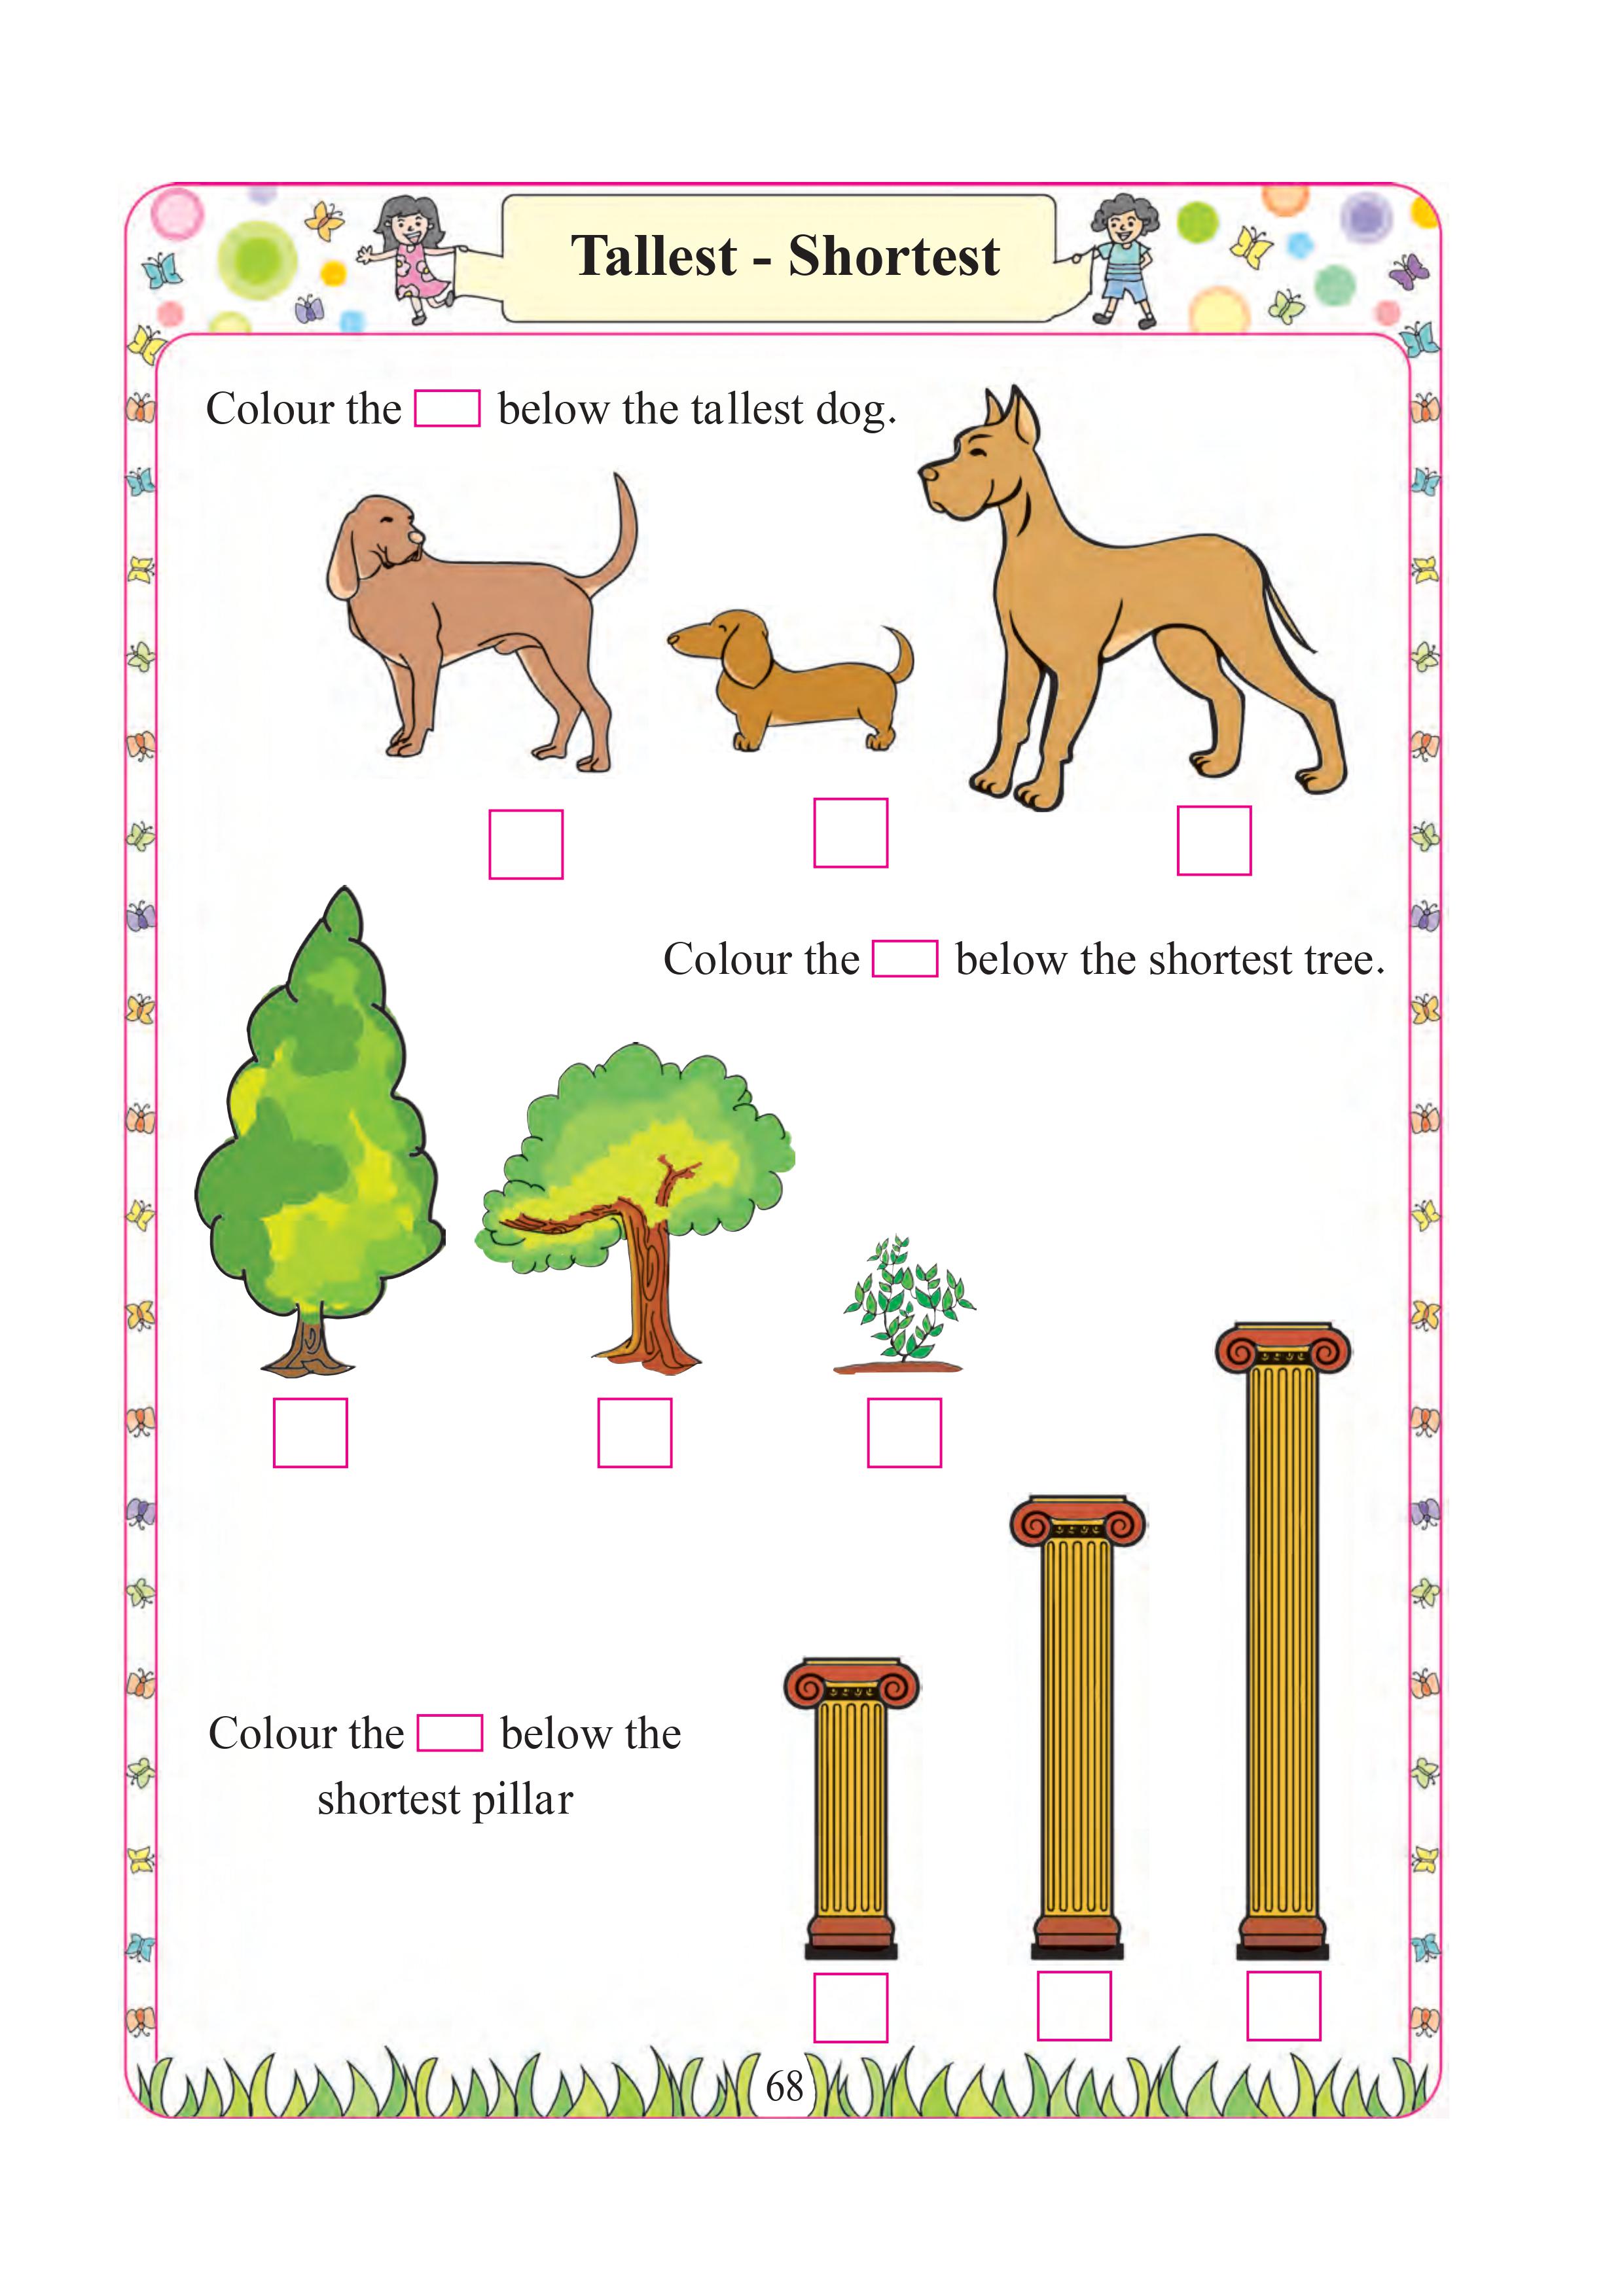 Tallest - Shortest
Colour the below the tallest dog.
Colour the below the shortest tree.
Colour the below the
shortest pillar
68